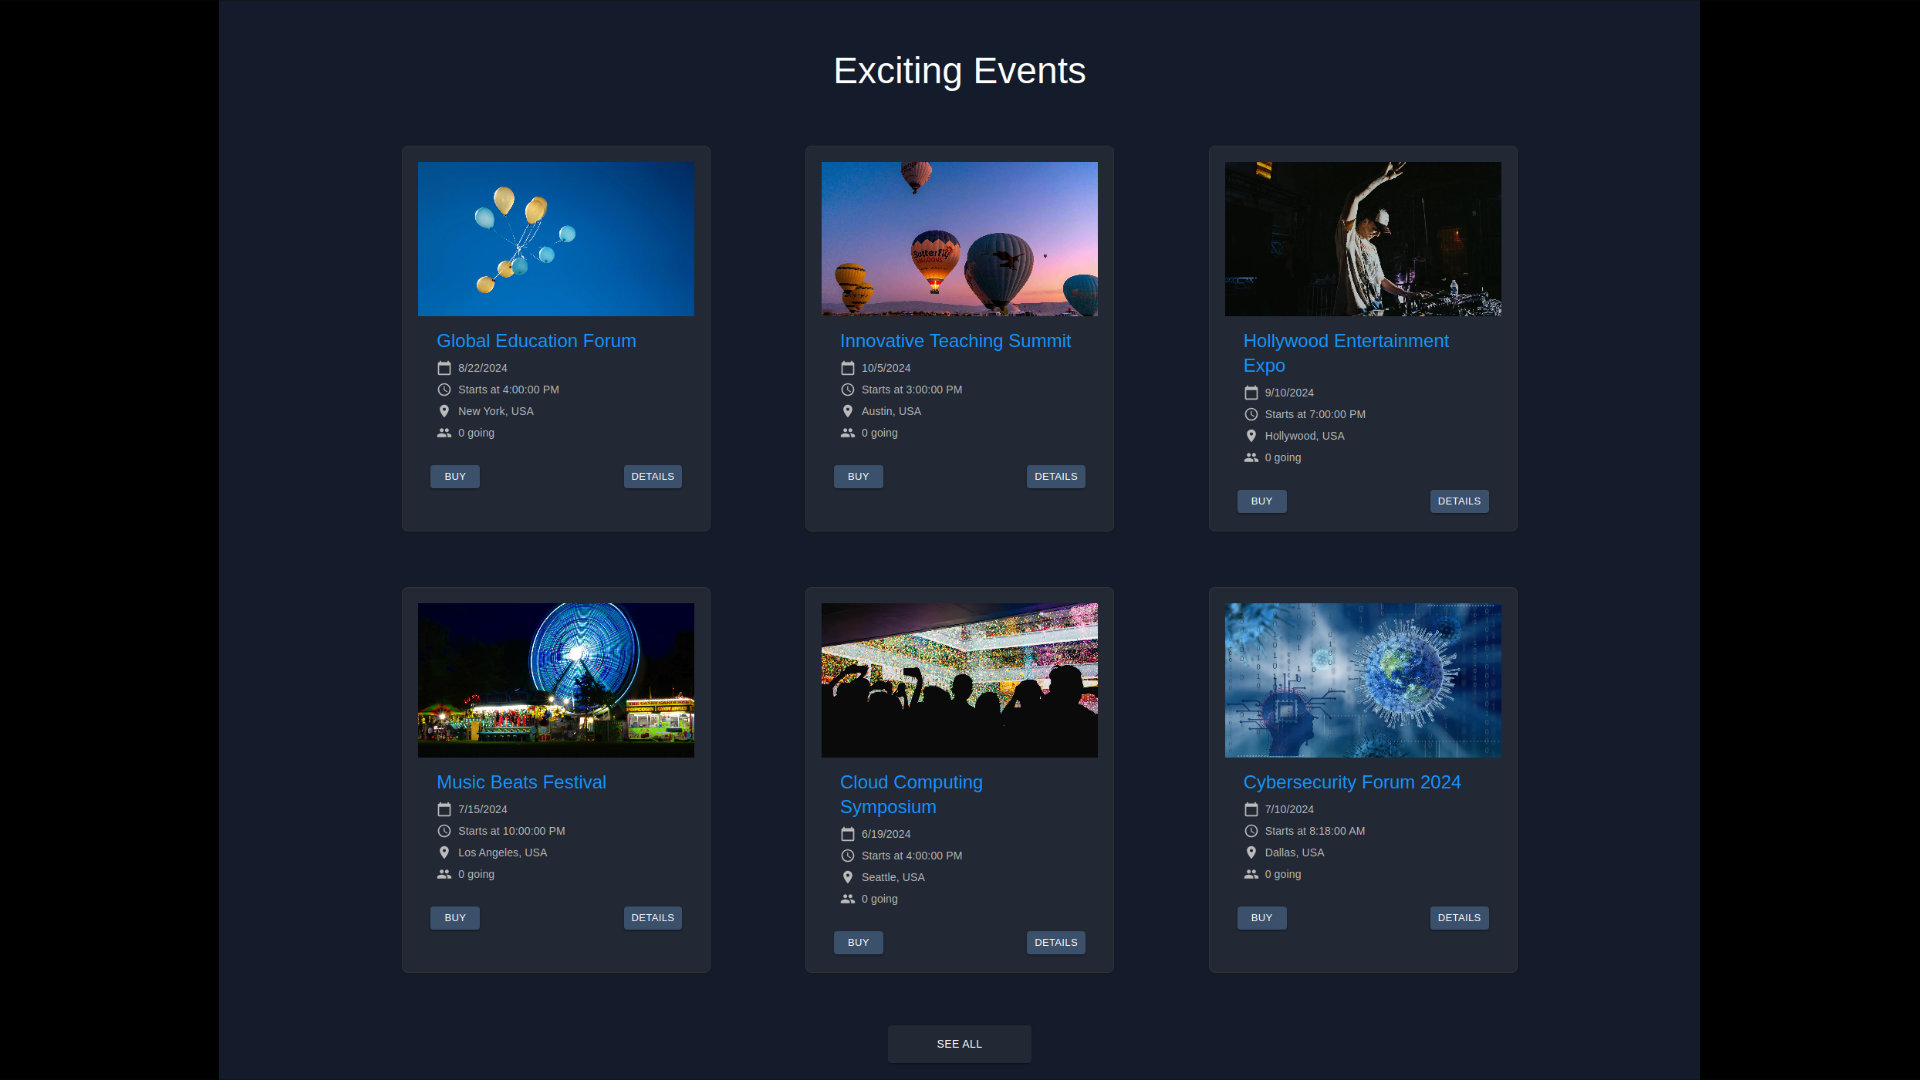 Exciting Events
Global Education Forum
8/22/2024
Starts at 4:00:00 PM
New York, USA
0 going
BUY
DETAILS
Butterfly
Innovative Teaching Summit
10/5/2024
Starts at 3:00:00 PM
Austin, USA
0 going
BUY
DETAILS
Hollywood Entertainment
Expo
9/10/2024
Starts at 7:00:00 PM
Hollywood, USA
0 going
BUY
DETAILS
Music Beats Festival
7/15/2024
Starts at 10:00:00 PM
Los Angeles, USA
0 going
BUY
DETAILS
Cloud Computing
Symposium
6/19/2024
Starts at 4:00:00 PM
Seattle, USA
0 going
BUY
DETAILS
Cybersecurity Forum 2024
7/10/2024
Starts at 8:18:00 AM
Dallas, USA
0 going
BUY
DETAILS
SEE ALL